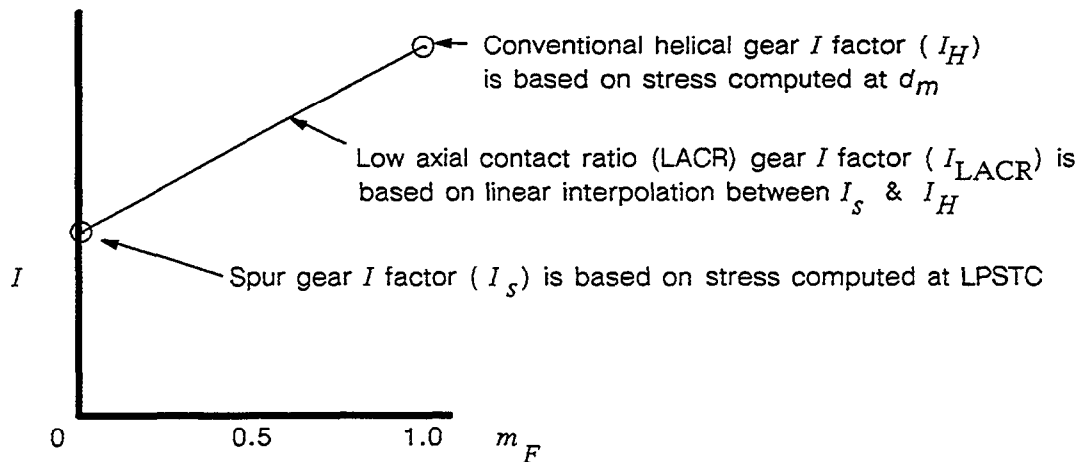 Conventional helical gear I factor ( I_H )
is based on stress computed at d_m
Low axial contact ratio (LACR) gear I factor ( I_LACR ) is
based on linear interpolation between I_s & I_H
I
Spur gear I factor ( I_s ) is based on stress computed at LPSTC
0
0.5
1.0
m_F